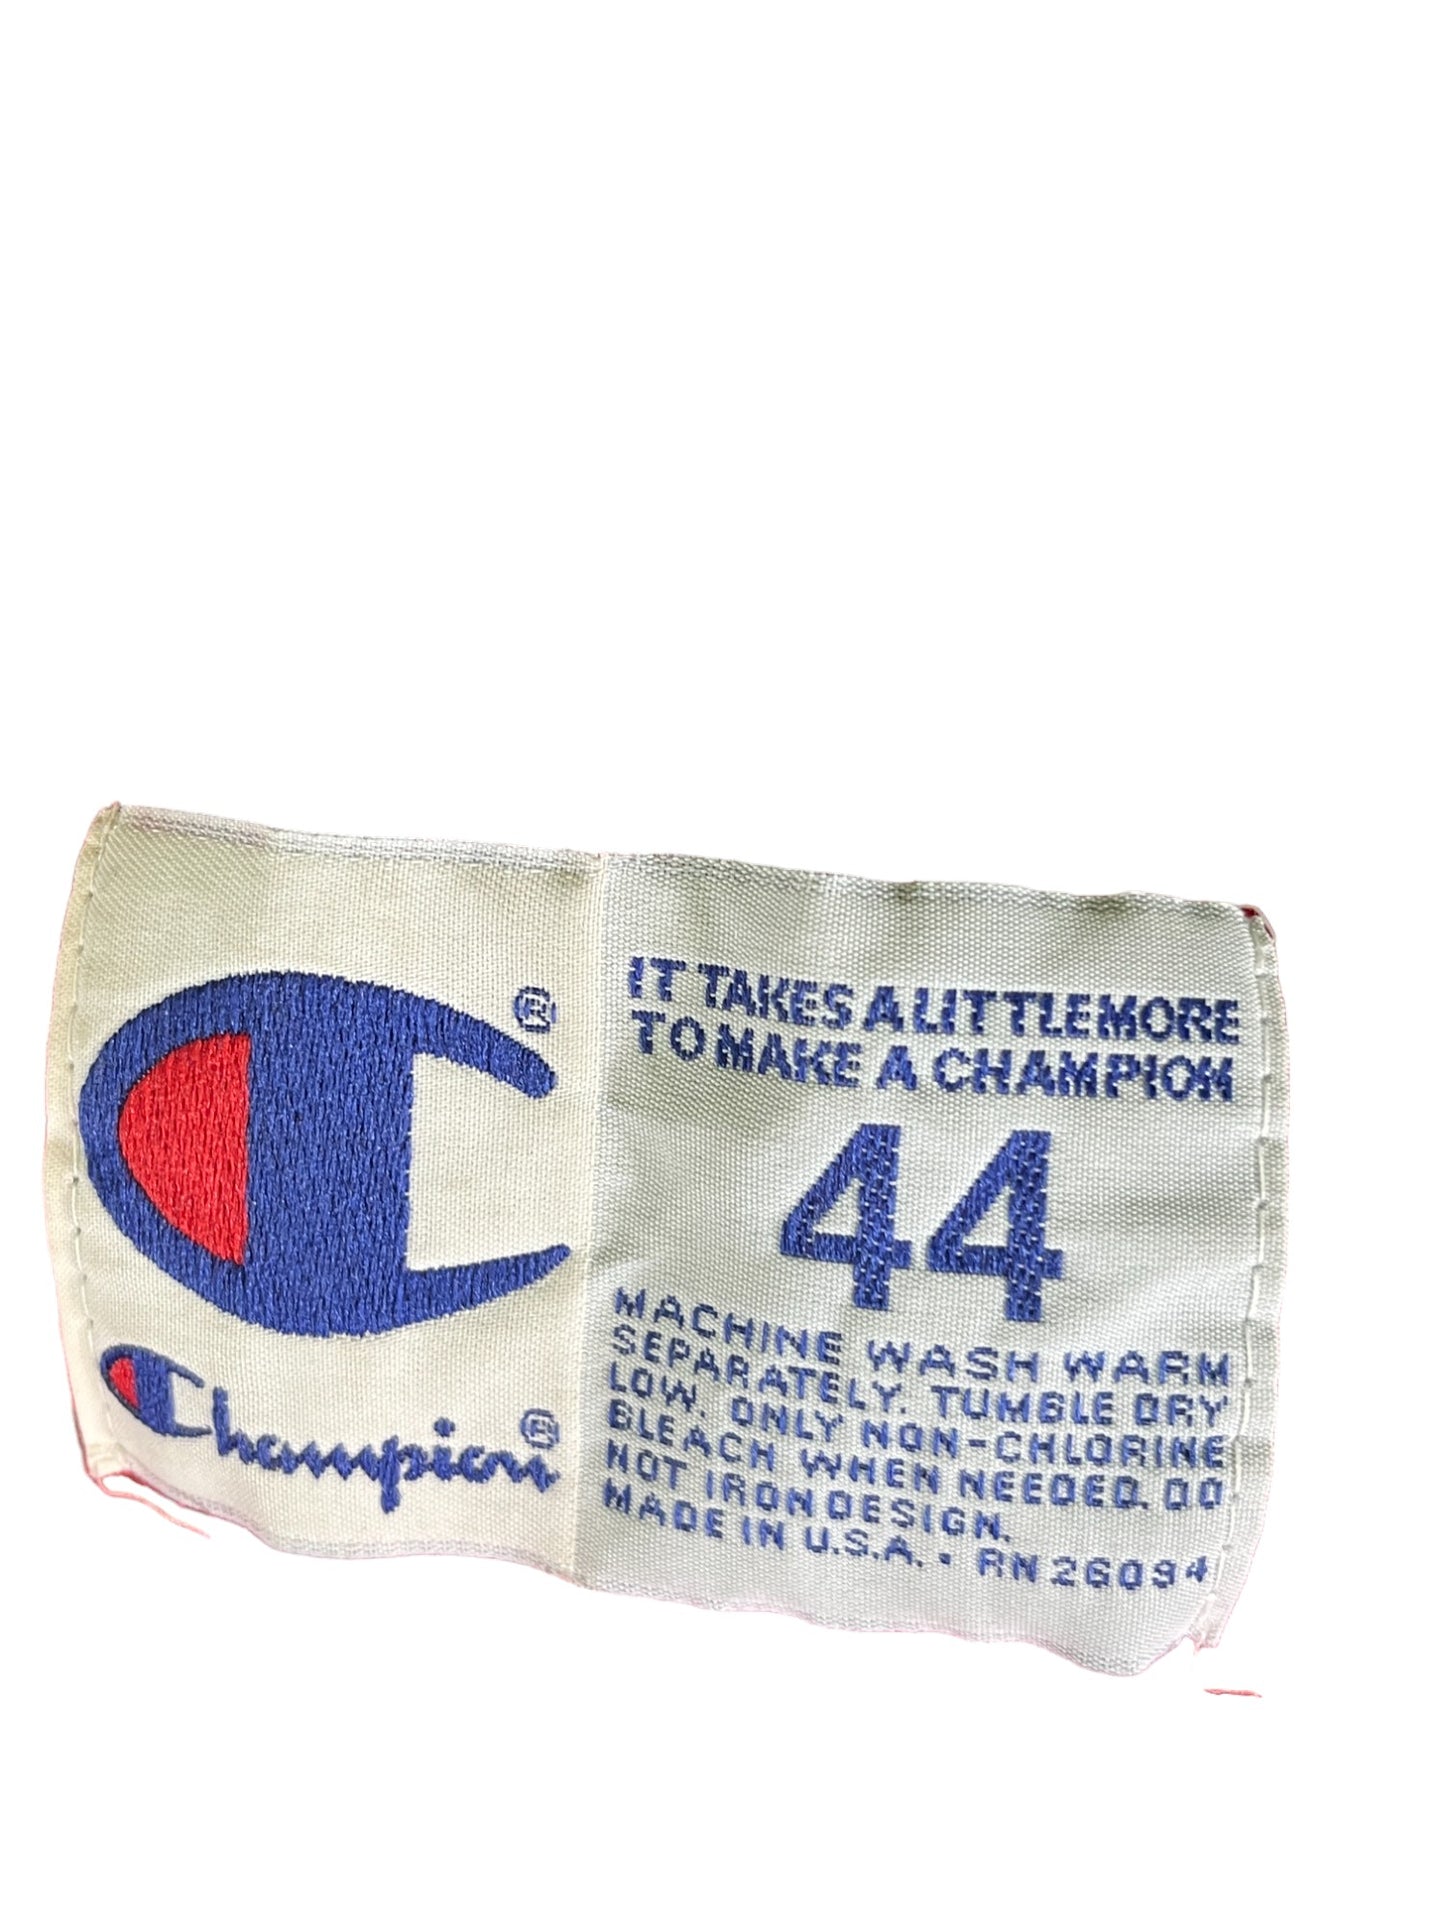 ®
Champion®
IT TAKES A LITTLE MORE
TO MAKE A CHAMPION
44
MACHINE WASH WARM
SEPARATELY. TUMBLE DRY
LOW. ONLY NON-CHLORINE
BLEACH WHEN NEEDED. DO
NOT IRON DESIGN.
MADE IN U.S.A. • RN 26094